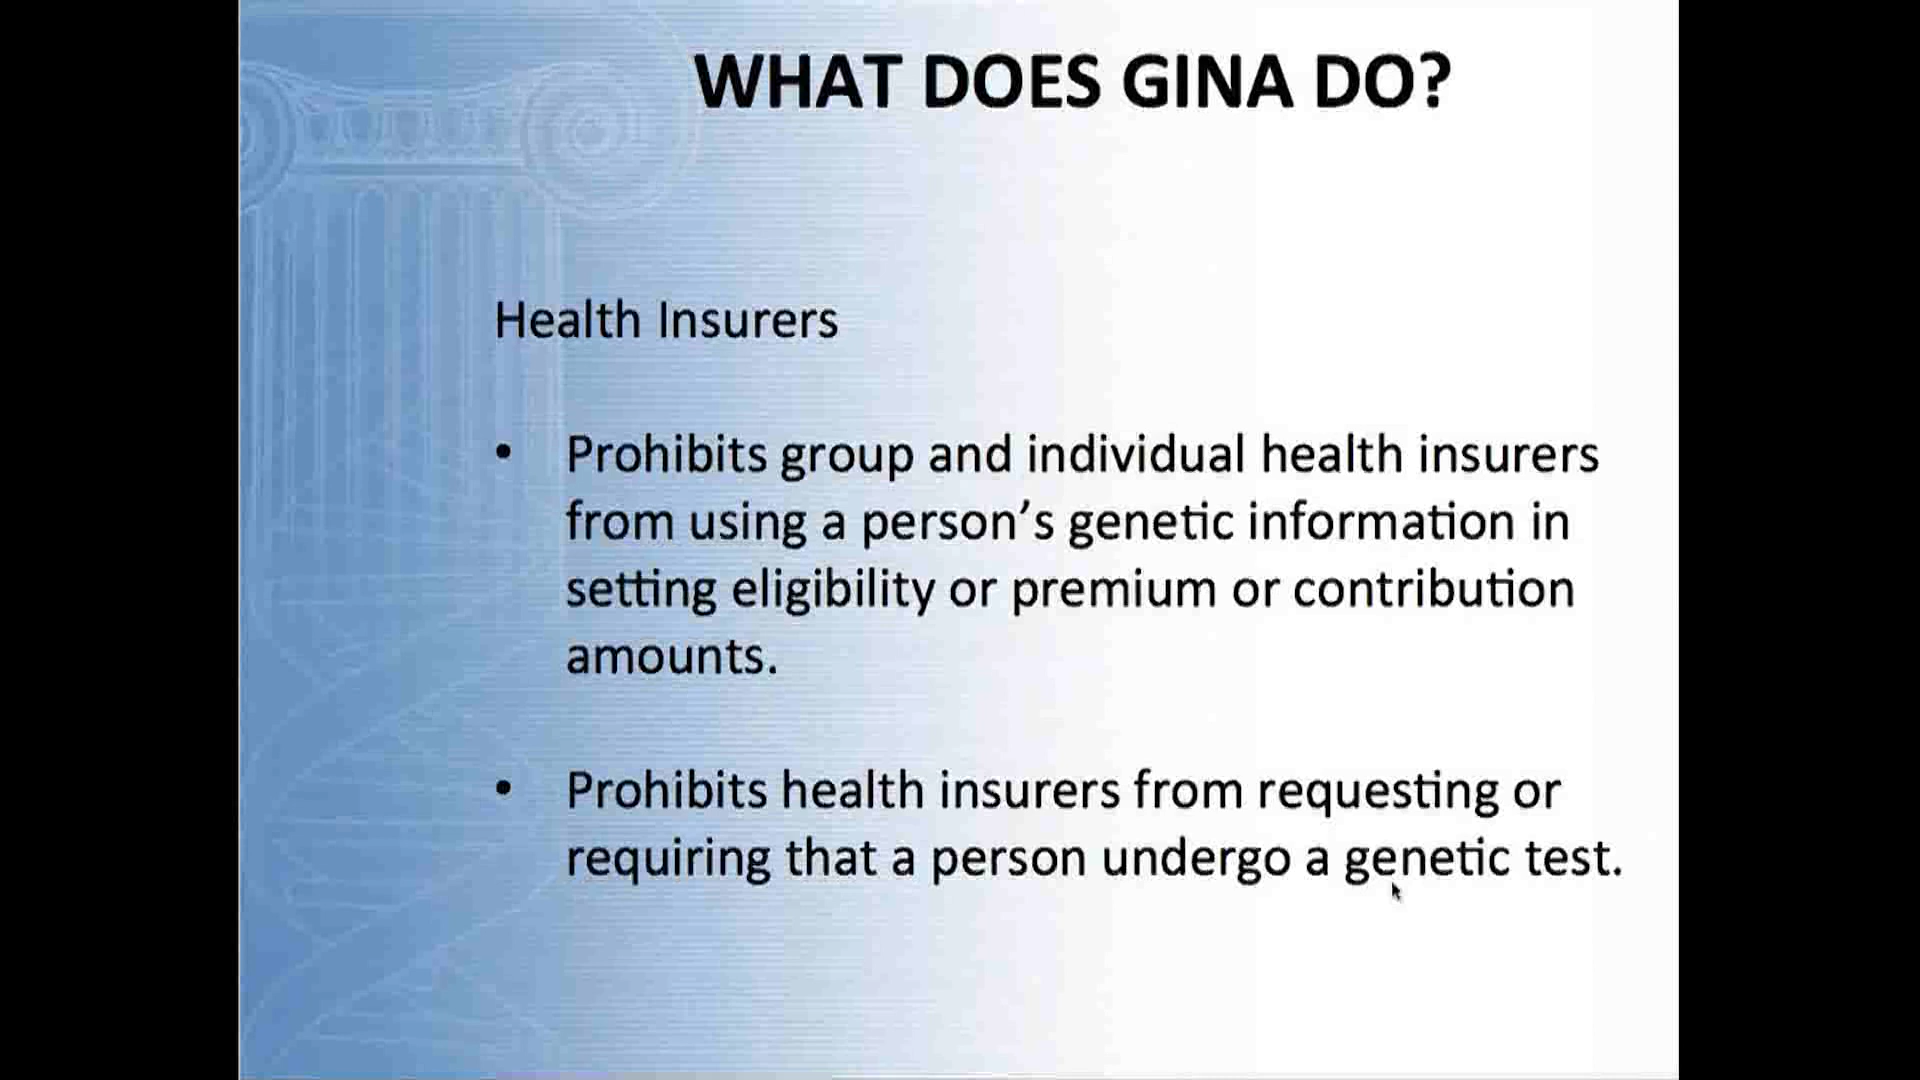 WHAT DOES GINA DO?
Health Insurers
• Prohibits group and individual health insurers
from using a person’s genetic information in
setting eligibility or premium or contribution
amounts.
• Prohibits health insurers from requesting or
requiring that a person undergo a genetic test.